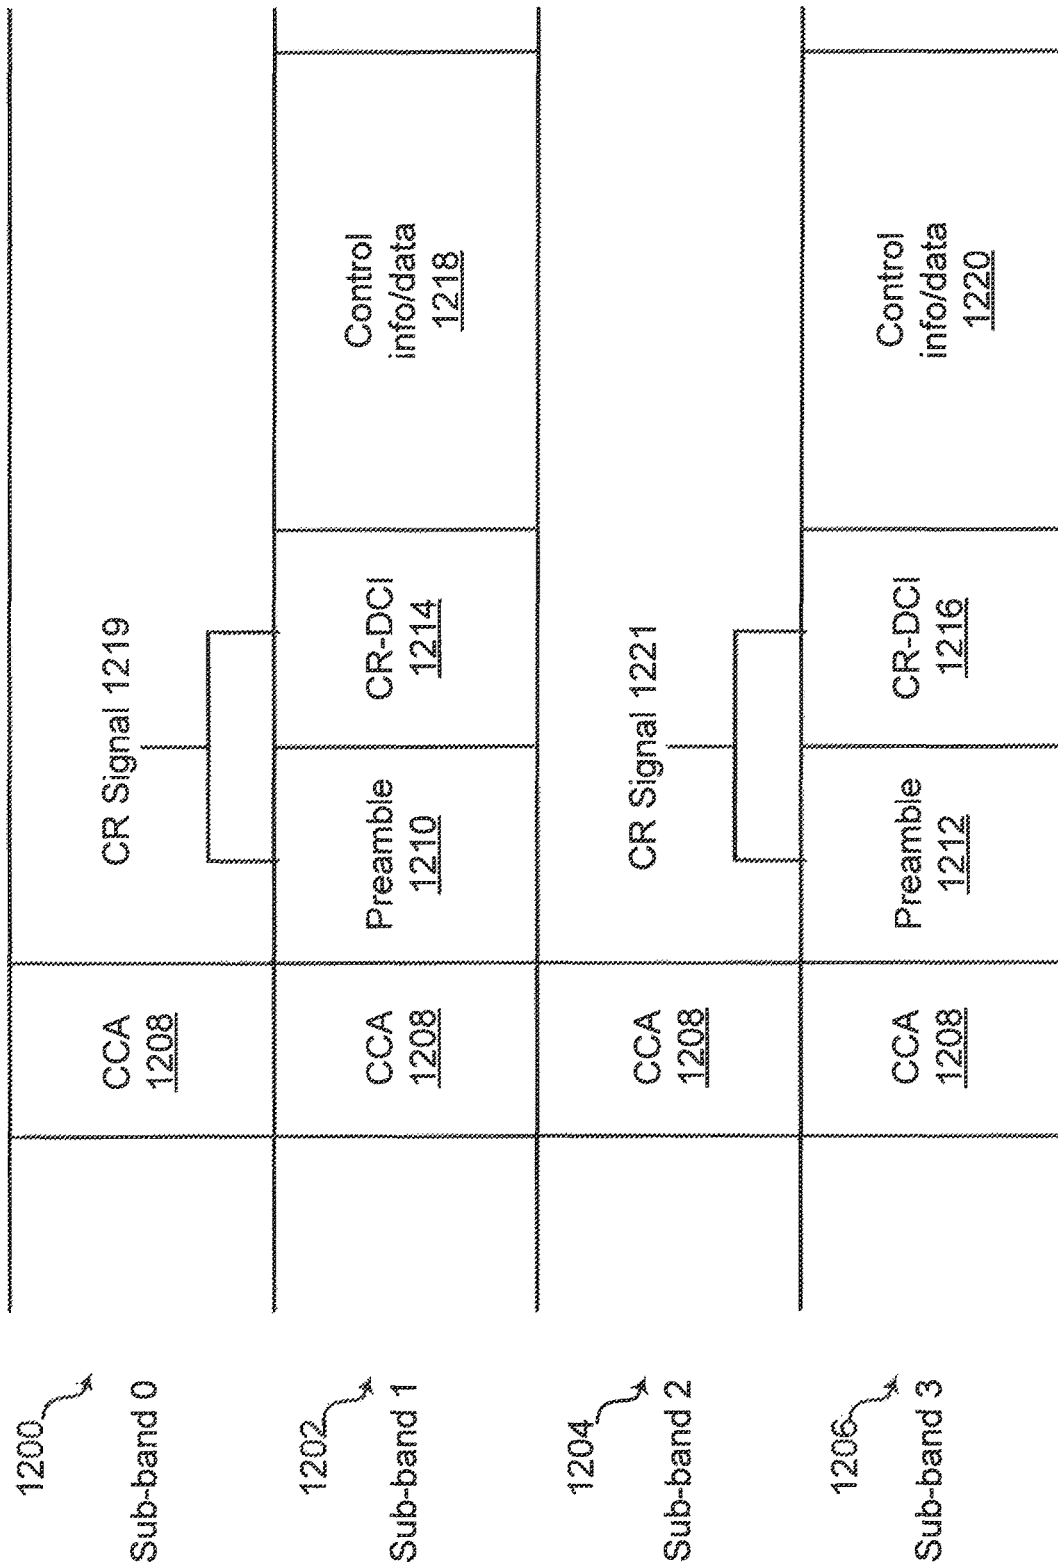 1200
Sub-band 0
CCA
1208
CR Signal 1219
1202
Sub-band 1
CCA
1208
Preamble
1210
CR-DCI
1214
Control
info/data
1218
1204
Sub-band 2
CCA
1208
CR Signal 1221
1206
Sub-band 3
CCA
1208
Preamble
1212
CR-DCI
1216
Control
info/data
1220